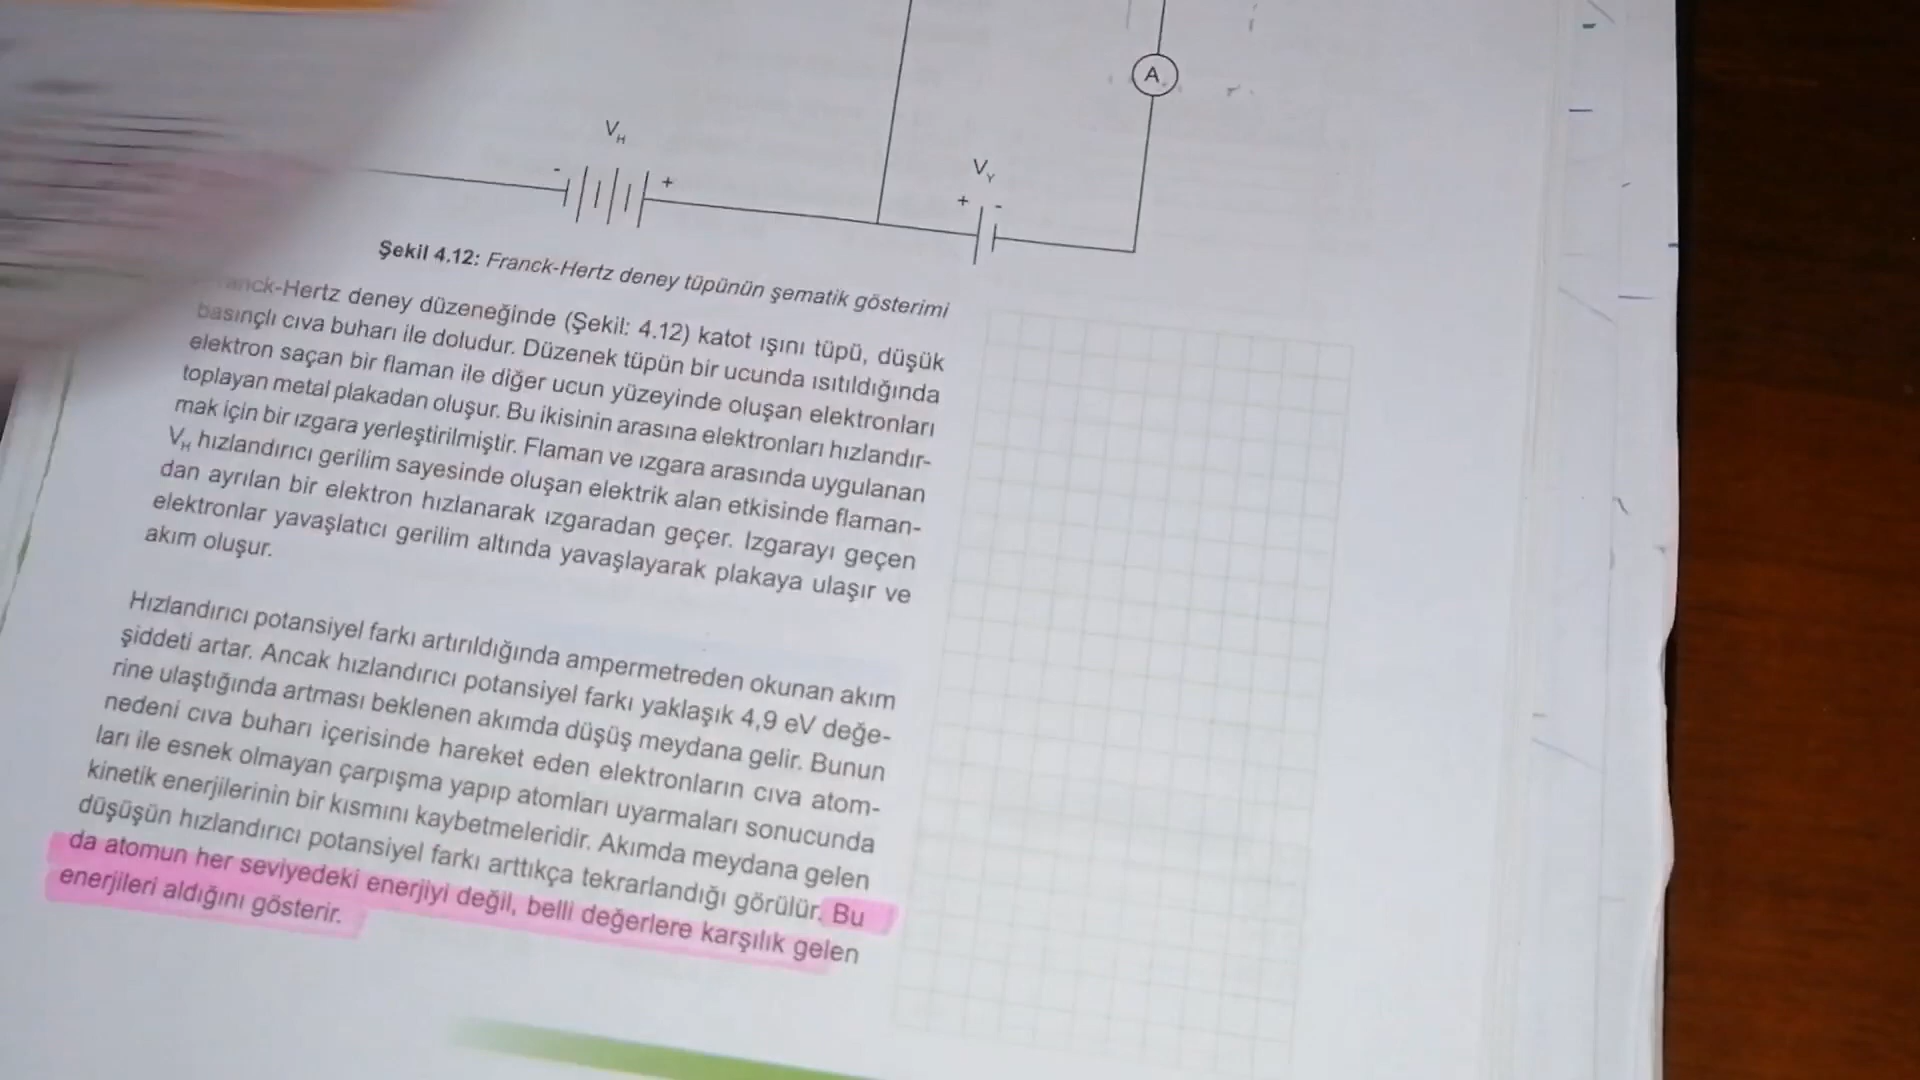 A
V_H
- +
V_Y
+ -
Şekil 4.12: Franck-Hertz deney tüpünün şematik gösterimi
Franck-Hertz deney düzeneğinde (Şekil: 4.12) katot ışını tüpü, düşük
basınçlı cıva buharı ile doludur. Düzenek tüpün bir ucunda ısıtıldığında
elektron saçan bir flaman ile diğer ucun yüzeyinde oluşan elektronları
toplayan metal plakadan oluşur. Bu ikisinin arasına elektronları hızlandır-
mak için bir ızgara yerleştirilmiştir. Flaman ve ızgara arasında uygulanan
V_H hızlandırıcı gerilim sayesinde oluşan elektrik alan etkisinde flaman-
dan ayrılan bir elektron hızlanarak ızgaradan geçer. Izgarayı geçen
elektronlar yavaşlatıcı gerilim altında yavaşlayarak plakaya ulaşır ve
akım oluşur.
Hızlandırıcı potansiyel farkı artırıldığında ampermetreden okunan akım
şiddeti artar. Ancak hızlandırıcı potansiyel farkı yaklaşık 4,9 eV değe-
rine ulaştığında artması beklenen akımda düşüş meydana gelir. Bunun
nedeni cıva buharı içerisinde hareket eden elektronların cıva atom-
ları ile esnek olmayan çarpışma yapıp atomları uyarmaları sonucunda
kinetik enerjilerinin bir kısmını kaybetmeleridir. Akımda meydana gelen
düşüşün hızlandırıcı potansiyel farkı arttıkça tekrarlandığı görülür. Bu
da atomun her seviyedeki enerjiyi değil, belli değerlere karşılık gelen
enerjileri aldığını gösterir.